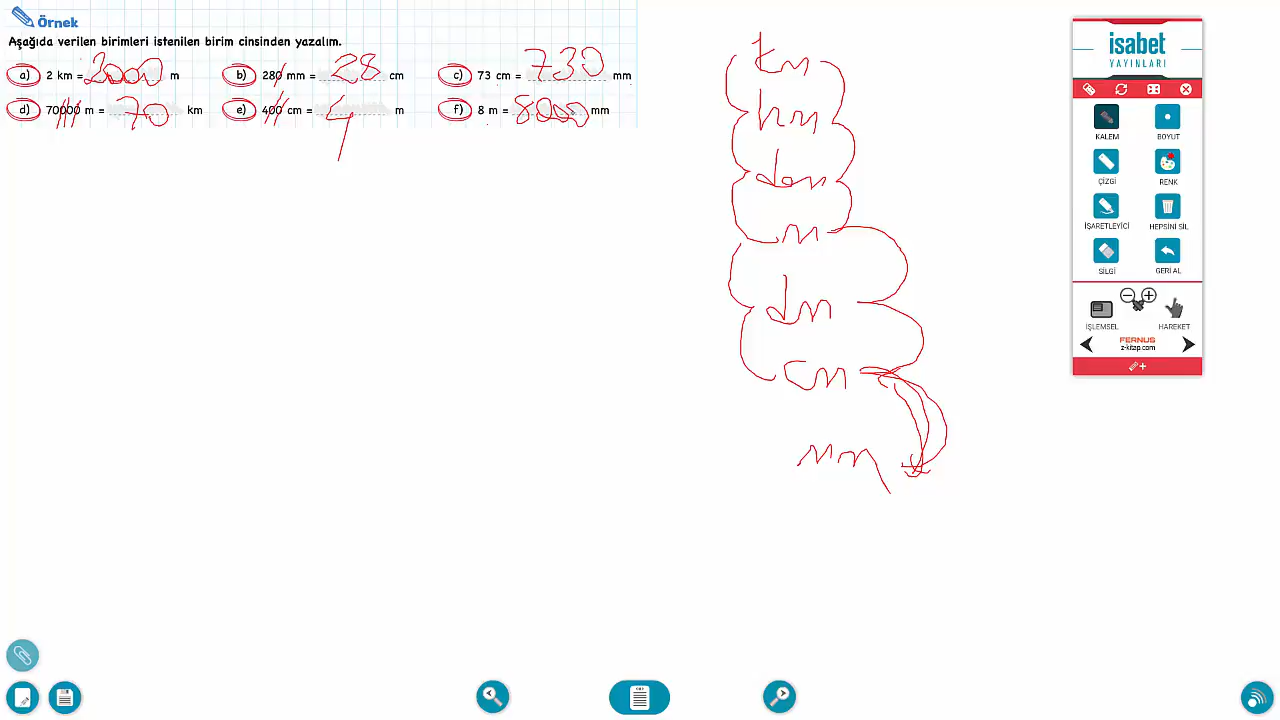 Örnek
Aşağıda verilen birimleri istenilen birim cinsinden yazalım.
a) 2 km = 2000 m b) 280 mm = 28 cm c) 73 cm = 730 mm
d) 70000 m = 70 km e) 400 cm = 4 m f) 8 m = 8000 mm
km
hm
dam
m
dm
cm
mm
isabet
YAYINLARI
KALEM BOYUT
ÇİZGİ RENK
İŞARETLEYİCİ HEPSİNİ SİL
SİLGİ GERİ AL
İŞLEMSEL HAREKET
FERNUS
z-kitap.com